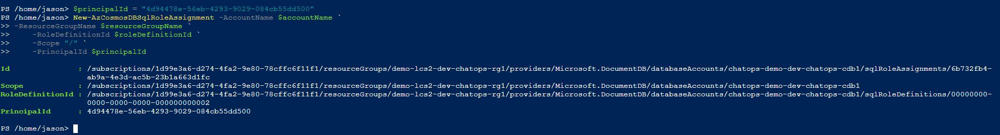 PS /home/jason> $principalId = "4d94478e-56eb-4293-9029-084cb55dd500"
PS /home/jason> New-AzCosmosDBSqlRoleAssignment -AccountName $accountName `
>> -ResourceGroupName $resourceGroupName `
>>     -RoleDefinitionId $roleDefinitionId `
>>     -Scope "/" `
>>     -PrincipalId $principalId
Id               : /subscriptions/1d99e3a6-d274-4fa2-9e80-78cffc6f11f1/resourceGroups/demo-lcs2-dev-chatops-rg1/providers/Microsoft.DocumentDB/databaseAccounts/chatops-demo-dev-chatops-cdb1/sqlRoleAssignments/6b732fb4-
                   ab9a-4e3d-ac5b-23b1a663d1fc
Scope            : /subscriptions/1d99e3a6-d274-4fa2-9e80-78cffc6f11f1/resourceGroups/demo-lcs2-dev-chatops-rg1/providers/Microsoft.DocumentDB/databaseAccounts/chatops-demo-dev-chatops-cdb1
RoleDefinitionId : /subscriptions/1d99e3a6-d274-4fa2-9e80-78cffc6f11f1/resourceGroups/demo-lcs2-dev-chatops-rg1/providers/Microsoft.DocumentDB/databaseAccounts/chatops-demo-dev-chatops-cdb1/sqlRoleDefinitions/00000000-
                   0000-0000-0000-000000000002
PrincipalId      : 4d94478e-56eb-4293-9029-084cb55dd500
PS /home/jason>